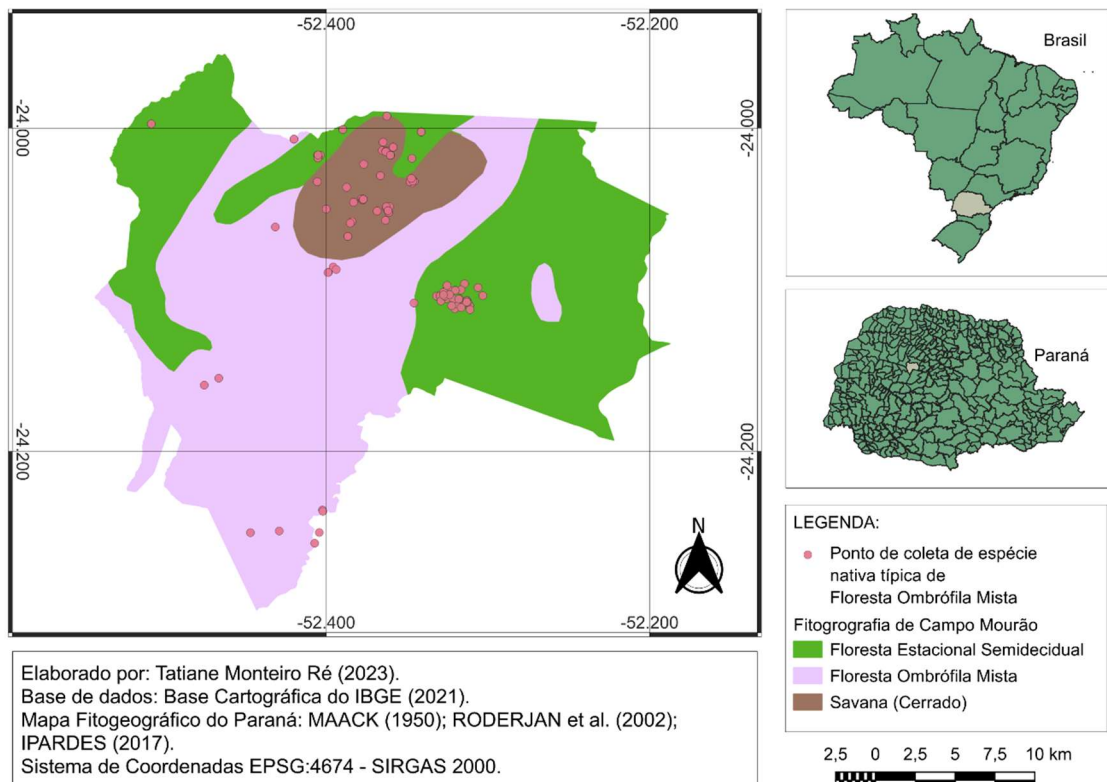 -52.400
-52.200
Brasil
-24.000
-24.000
Paraná
-24.200
-24.200
N
-52.400
-52.200
LEGENDA:
Ponto de coleta de espécie
nativa típica de
Floresta Ombrófila Mista
Fitogrografia de Campo Mourão
Floresta Estacional Semidecidual
Floresta Ombrófila Mista
Savana (Cerrado)
Elaborado por: Tatiane Monteiro Ré (2023).
Base de dados: Base Cartográfica do IBGE (2021).
Mapa Fitogeográfico do Paraná: MAACK (1950); RODERJAN et al. (2002);
IPARDES (2017).
Sistema de Coordenadas EPSG:4674 - SIRGAS 2000.
2,5 0 2,5 5 7,5 10 km